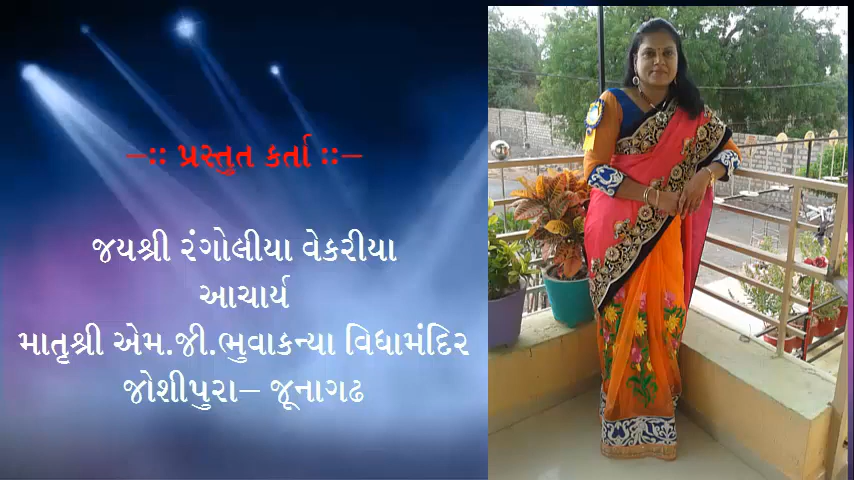 –ઃઃ પ્રસ્તુત કર્તા ઃઃ–
જયશ્રી રંગોલીયા વેકરીયા
આચાર્ય
માતૃશ્રી એમ.જી.ભુવાકન્યા વિદ્યામંદિર
જોશીપુરા– જૂનાગઢ